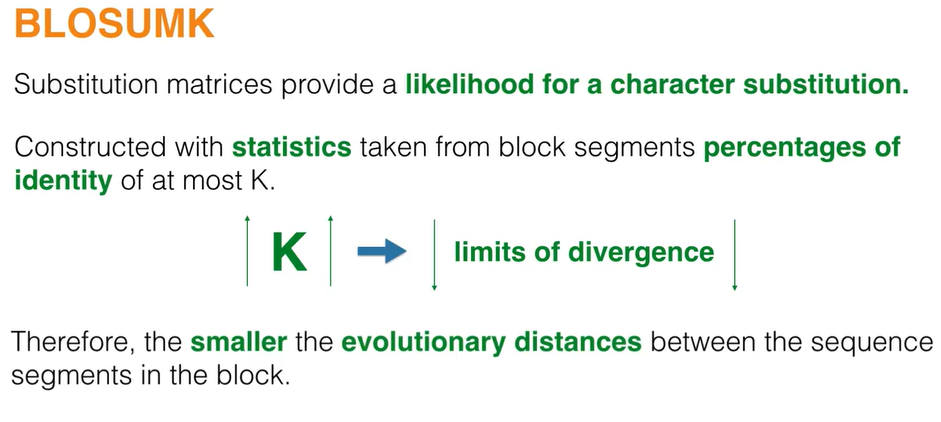 BLOSUMK
Substitution matrices provide a likelihood for a character substitution.
Constructed with statistics taken from block segments percentages of
identity of at most K.
K limits of divergence
Therefore, the smaller the evolutionary distances between the sequence
segments in the block.